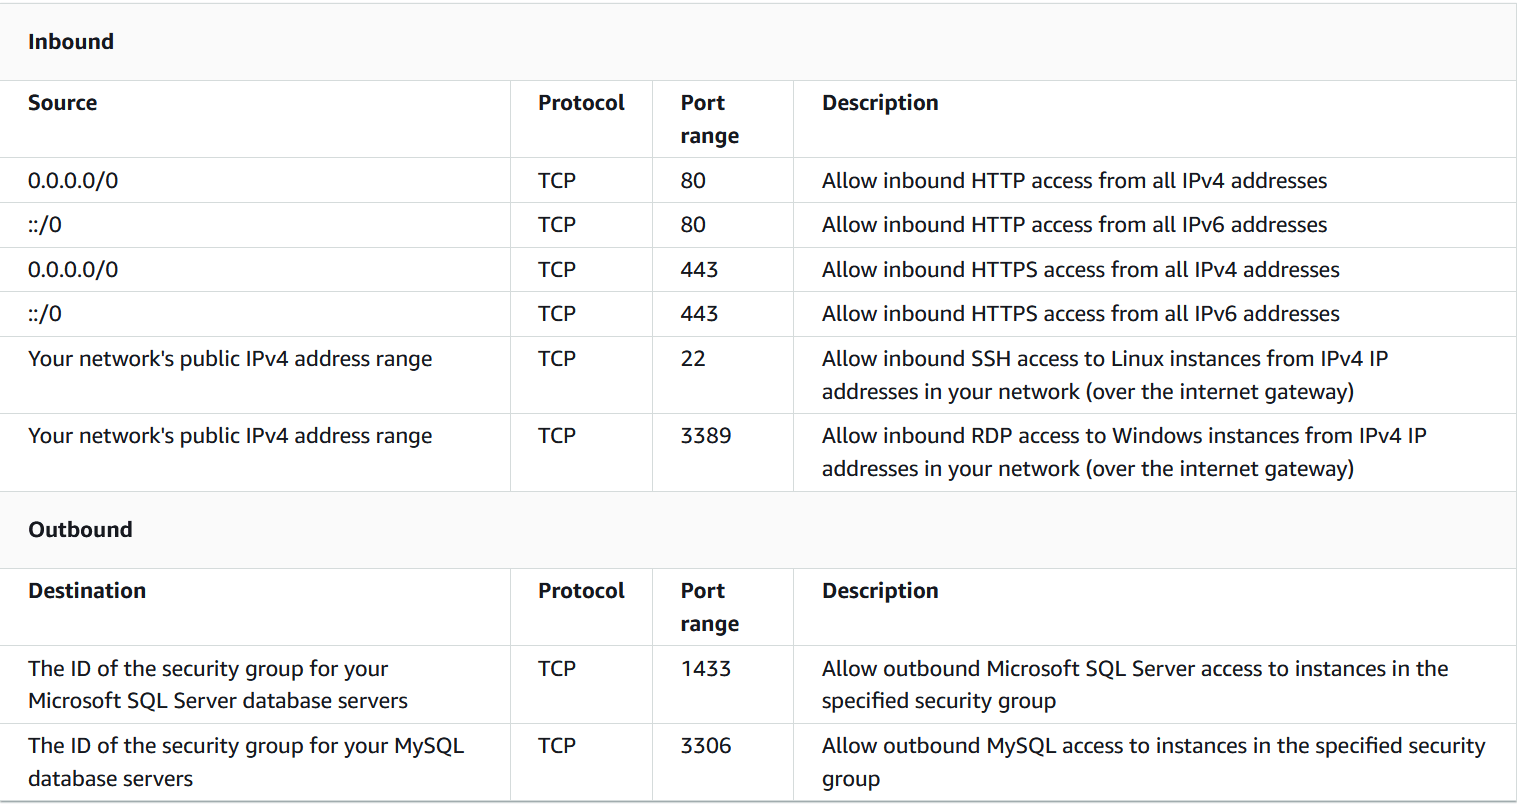 Inbound
Source Protocol Port range Description
0.0.0.0/0 TCP 80 Allow inbound HTTP access from all IPv4 addresses
::/0 TCP 80 Allow inbound HTTP access from all IPv6 addresses
0.0.0.0/0 TCP 443 Allow inbound HTTPS access from all IPv4 addresses
::/0 TCP 443 Allow inbound HTTPS access from all IPv6 addresses
Your network's public IPv4 address range TCP 22 Allow inbound SSH access to Linux instances from IPv4 IP
addresses in your network (over the internet gateway)
Your network's public IPv4 address range TCP 3389 Allow inbound RDP access to Windows instances from IPv4 IP
addresses in your network (over the internet gateway)
Outbound
Destination Protocol Port range Description
The ID of the security group for your
Microsoft SQL Server database servers
TCP 1433 Allow outbound Microsoft SQL Server access to instances in the
specified security group
The ID of the security group for your MySQL
database servers
TCP 3306 Allow outbound MySQL access to instances in the specified security
group